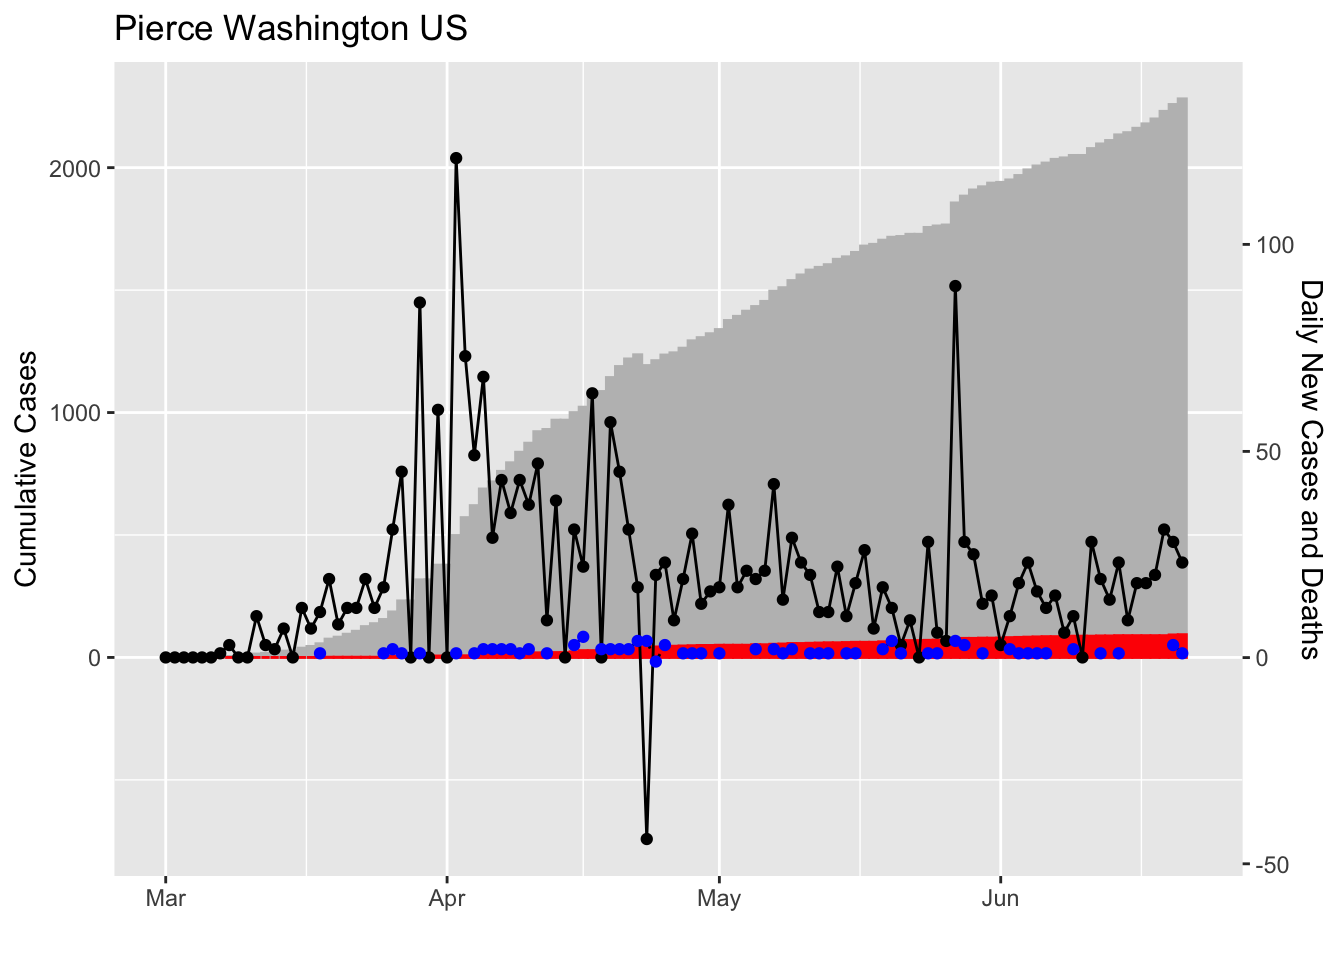 Pierce Washington US
Cumulative Cases
2000
1000
0
100
50
0
-50
Daily New Cases and Deaths
Mar
Apr
May
Jun